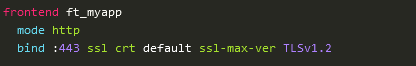 frontend ft_myapp
mode http
bind :443 ssl crt default ssl-max-ver TLSv1.2